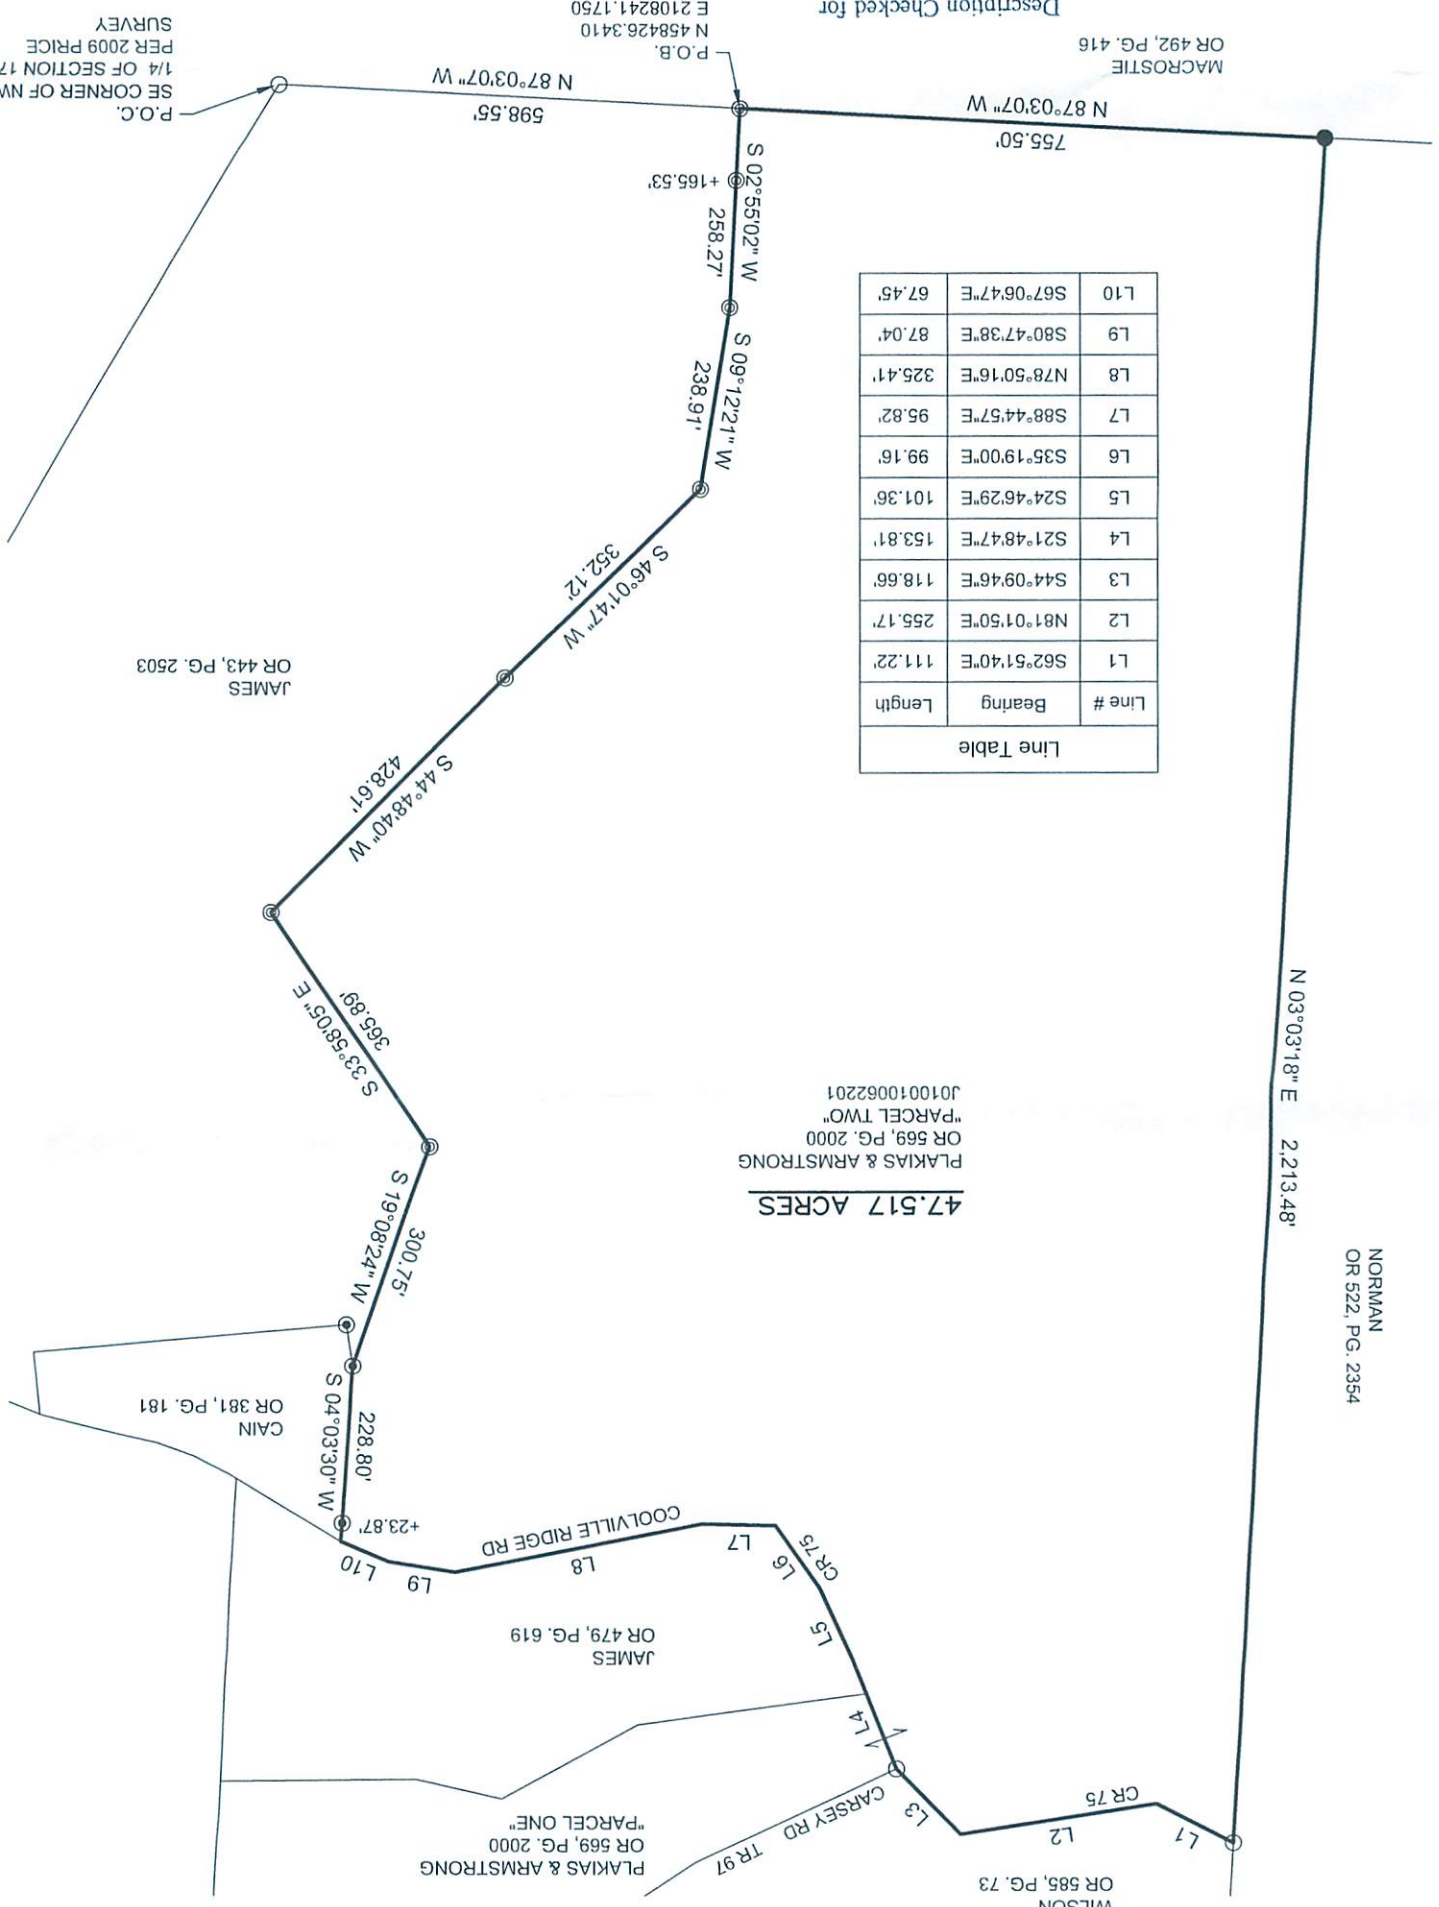 WILSON
OR 585, PG. 73
PLAKIAS & ARMSTRONG
OR 569, PG. 2000
"PARCEL ONE"
TR 97
CARSEY RD
L1
L2
CR 75
L3
L4
L5
L6
CR 75
L7
L8
COOLVILLE RIDGE RD
L9
L10
JAMES
OR 479, PG. 619
+23.87'
S 04°03'30" W
228.80'
CAIN
OR 381, PG. 181
NORMAN
OR 522, PG. 2354
N 03°03'18" E 2,213.48'
S 19°08'24" W
300.75'
47.517 ACRES
PLAKIAS & ARMSTRONG
OR 569, PG. 2000
"PARCEL TWO"
J010010062201
S 33°58'05" E
365.89'
S 44°48'40" W
428.61'
JAMES
OR 443, PG. 2503
S 46°01'47" W
352.12'
Line Table
Line # Bearing Length
L1 S62°51'40"E 111.22'
L2 N81°01'50"E 255.17'
L3 S44°09'46"E 118.66'
L4 S21°48'47"E 153.81'
L5 S24°46'29"E 101.36'
L6 S35°19'00"E 99.16'
L7 S88°44'57"E 95.82'
L8 N78°50'16"E 325.41'
L9 S80°47'38"E 87.04'
L10 S67°06'47"E 67.45'
S 09°12'21" W
238.91'
S 02°55'02" W
258.27'
+165.53'
755.50'
N 87°03'07" W
598.55'
N 87°03'07" W
MACROSTIE
OR 492, PG. 416
P.O.B.
N 458426.3410
E 2108241.1750
P.O.C.
SE CORNER OF NW
1/4 OF SECTION 17
PER 2009 PRICE
SURVEY
Description Checked for